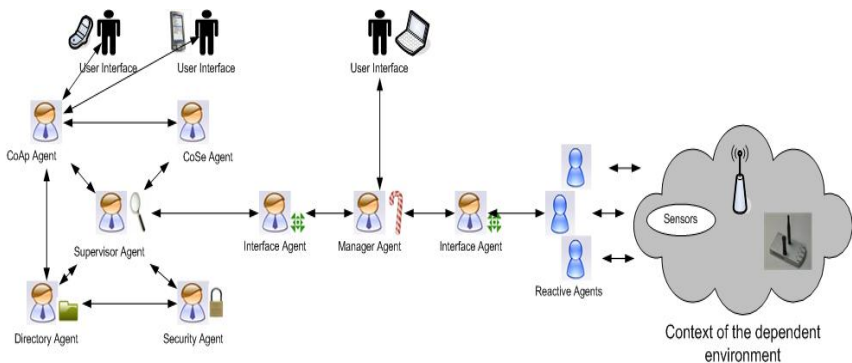 User Interface
User Interface
User Interface
CoAp Agent
CoSe Agent
Sensors
Supervisor Agent
Interface Agent
Manager Agent
Interface Agent
Reactive Agents
Directory Agent
Security Agent
Context of the dependent
environment